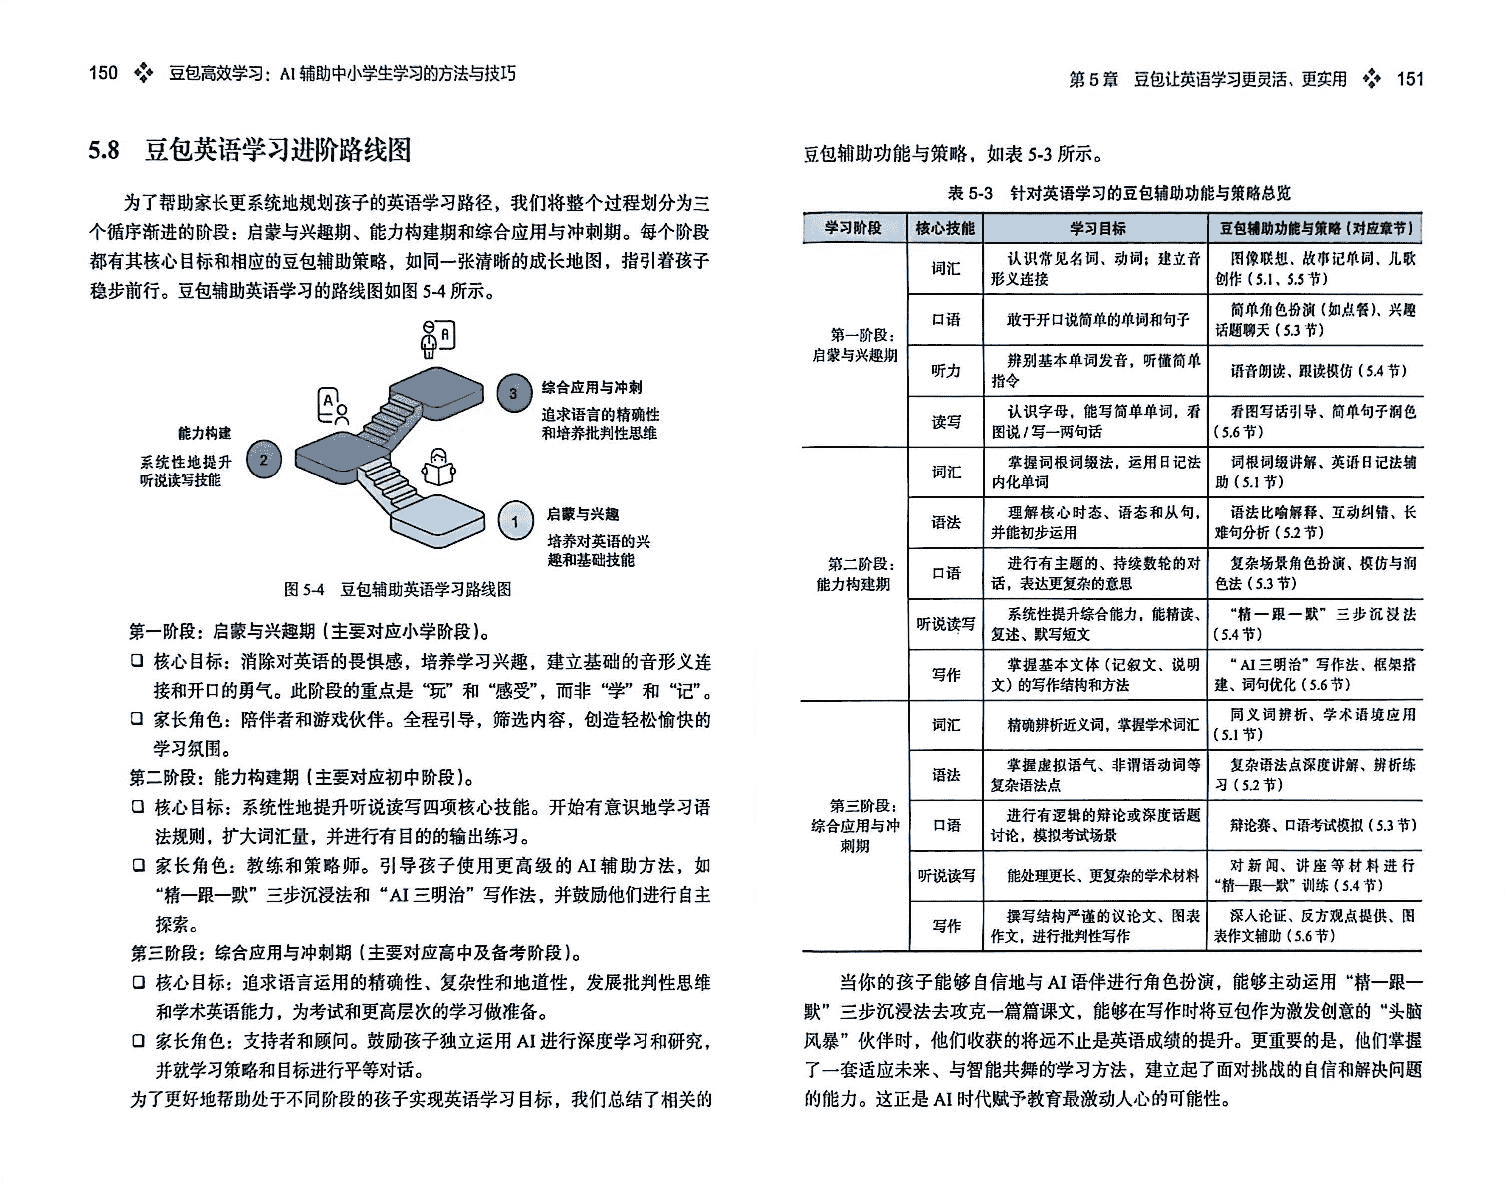 150 豆包高效学习：AI 辅助中小学生学习的方法与技巧
5.8 豆包英语学习进阶路线图
为了帮助家长更系统地规划孩子的英语学习路径，我们将整个过程划分为三
个循序渐进的阶段：启蒙与兴趣期、能力构建期和综合应用与冲刺期。每个阶段
都有其核心目标和相应的豆包辅助策略，如同一张清晰的成长地图，指引着孩子
稳步前行。豆包辅助英语学习的路线图如图 5-4 所示。
A
3
综合应用与冲刺
追求语言的精确性
和培养批判性思维
A
能力构建
系统性地提升
听说读写技能
2
1
启蒙与兴趣
培养对英语的兴
趣和基础技能
图 5-4 豆包辅助英语学习路线图
第一阶段：启蒙与兴趣期（主要对应小学阶段）。
❑ 核心目标：消除对英语的畏惧感，培养学习兴趣，建立基础的音形义连
接和开口的勇气。此阶段的重点是“玩”和“感受”，而非“学”和“记”。
❑ 家长角色：陪伴者和游戏伙伴。全程引导，筛选内容，创造轻松愉快的
学习氛围。
第二阶段：能力构建期（主要对应初中阶段）。
❑ 核心目标：系统性地提升听说读写四项核心技能。开始有意识地学习语
法规则，扩大词汇量，并进行有目的的输出练习。
❑ 家长角色：教练和策略师。引导孩子使用更高级的 AI 辅助方法，如
“精—跟—默”三步沉浸法和“AI 三明治”写作法，并鼓励他们进行自主
探索。
第三阶段：综合应用与冲刺期（主要对应高中及备考阶段）。
❑ 核心目标：追求语言运用的精确性、复杂性和地道性，发展批判性思维
和学术英语能力，为考试和更高层次的学习做准备。
❑ 家长角色：支持者和顾问。鼓励孩子独立运用 AI 进行深度学习和研究，
并就学习策略和目标进行平等对话。
为了更好地帮助处于不同阶段的孩子实现英语学习目标，我们总结了相关的
第 5 章 豆包让英语学习更灵活、更实用 151
豆包辅助功能与策略，如表 5-3 所示。
表 5-3 针对英语学习的豆包辅助功能与策略总览
学习阶段 核心技能 学习目标 豆包辅助功能与策略（对应章节）
第一阶段：
启蒙与兴趣期
词汇
认识常见名词、动词；建立音
形义连接
图像联想、故事记单词、儿歌
创作（5.1、5.5 节）
口语
敢于开口说简单的单词和句子
简单角色扮演（如点餐）、兴趣
话题聊天（5.3 节）
听力
辨别基本单词发音，听懂简单
指令
语音朗读、跟读模仿（5.4 节）
读写
认识字母，能写简单单词，看
图说 / 写一两句话
看图写话引导、简单句子润色
（5.6 节）
第二阶段：
能力构建期
词汇
掌握词根词缀法，运用日记法
内化单词
词根词缀讲解、英语日记法辅
助（5.1 节）
语法
理解核心时态、语态和从句，
并能初步运用
语法比喻解释、互动纠错、长
难句分析（5.2 节）
口语
进行有主题的、持续数轮的对
话，表达更复杂的意思
复杂场景角色扮演、模仿与润
色法（5.3 节）
听说读写
系统性提升综合能力，能精读、
复述、默写短文
“精—跟—默”三步沉浸法
（5.4 节）
写作
掌握基本文体（记叙文、说明
文）的写作结构和方法
“AI 三明治”写作法、框架搭
建、词句优化（5.6 节）
第三阶段：
综合应用与冲
刺期
词汇
精确辨析近义词，掌握学术词汇
同义词辨析、学术语境应用
（5.1 节）
语法
掌握虚拟语气、非谓语动词等
复杂语法点
复杂语法点深度讲解、辨析练
习（5.2 节）
口语
进行有逻辑的辩论或深度话题
讨论，模拟考试场景
辩论赛、口语考试模拟（5.3 节）
听说读写
能处理更长、更复杂的学术材料
对新闻、讲座等材料进行
“精—跟—默”训练（5.4 节）
写作
撰写结构严谨的议论文、图表
作文，进行批判性写作
深入论证、反方观点提供、图
表作文辅助（5.6 节）
当你的孩子能够自信地与 AI 语伴进行角色扮演，能够主动运用“精—跟—
默”三步沉浸法去攻克一篇篇课文，能够在写作时将豆包作为激发创意的“头脑
风暴”伙伴时，他们收获的将远不止是英语成绩的提升。更重要的是，他们掌握
了一套适应未来、与智能共舞的学习方法，建立起了面对挑战的自信和解决问题
的能力。这正是 AI 时代赋予教育最激动人心的可能性。